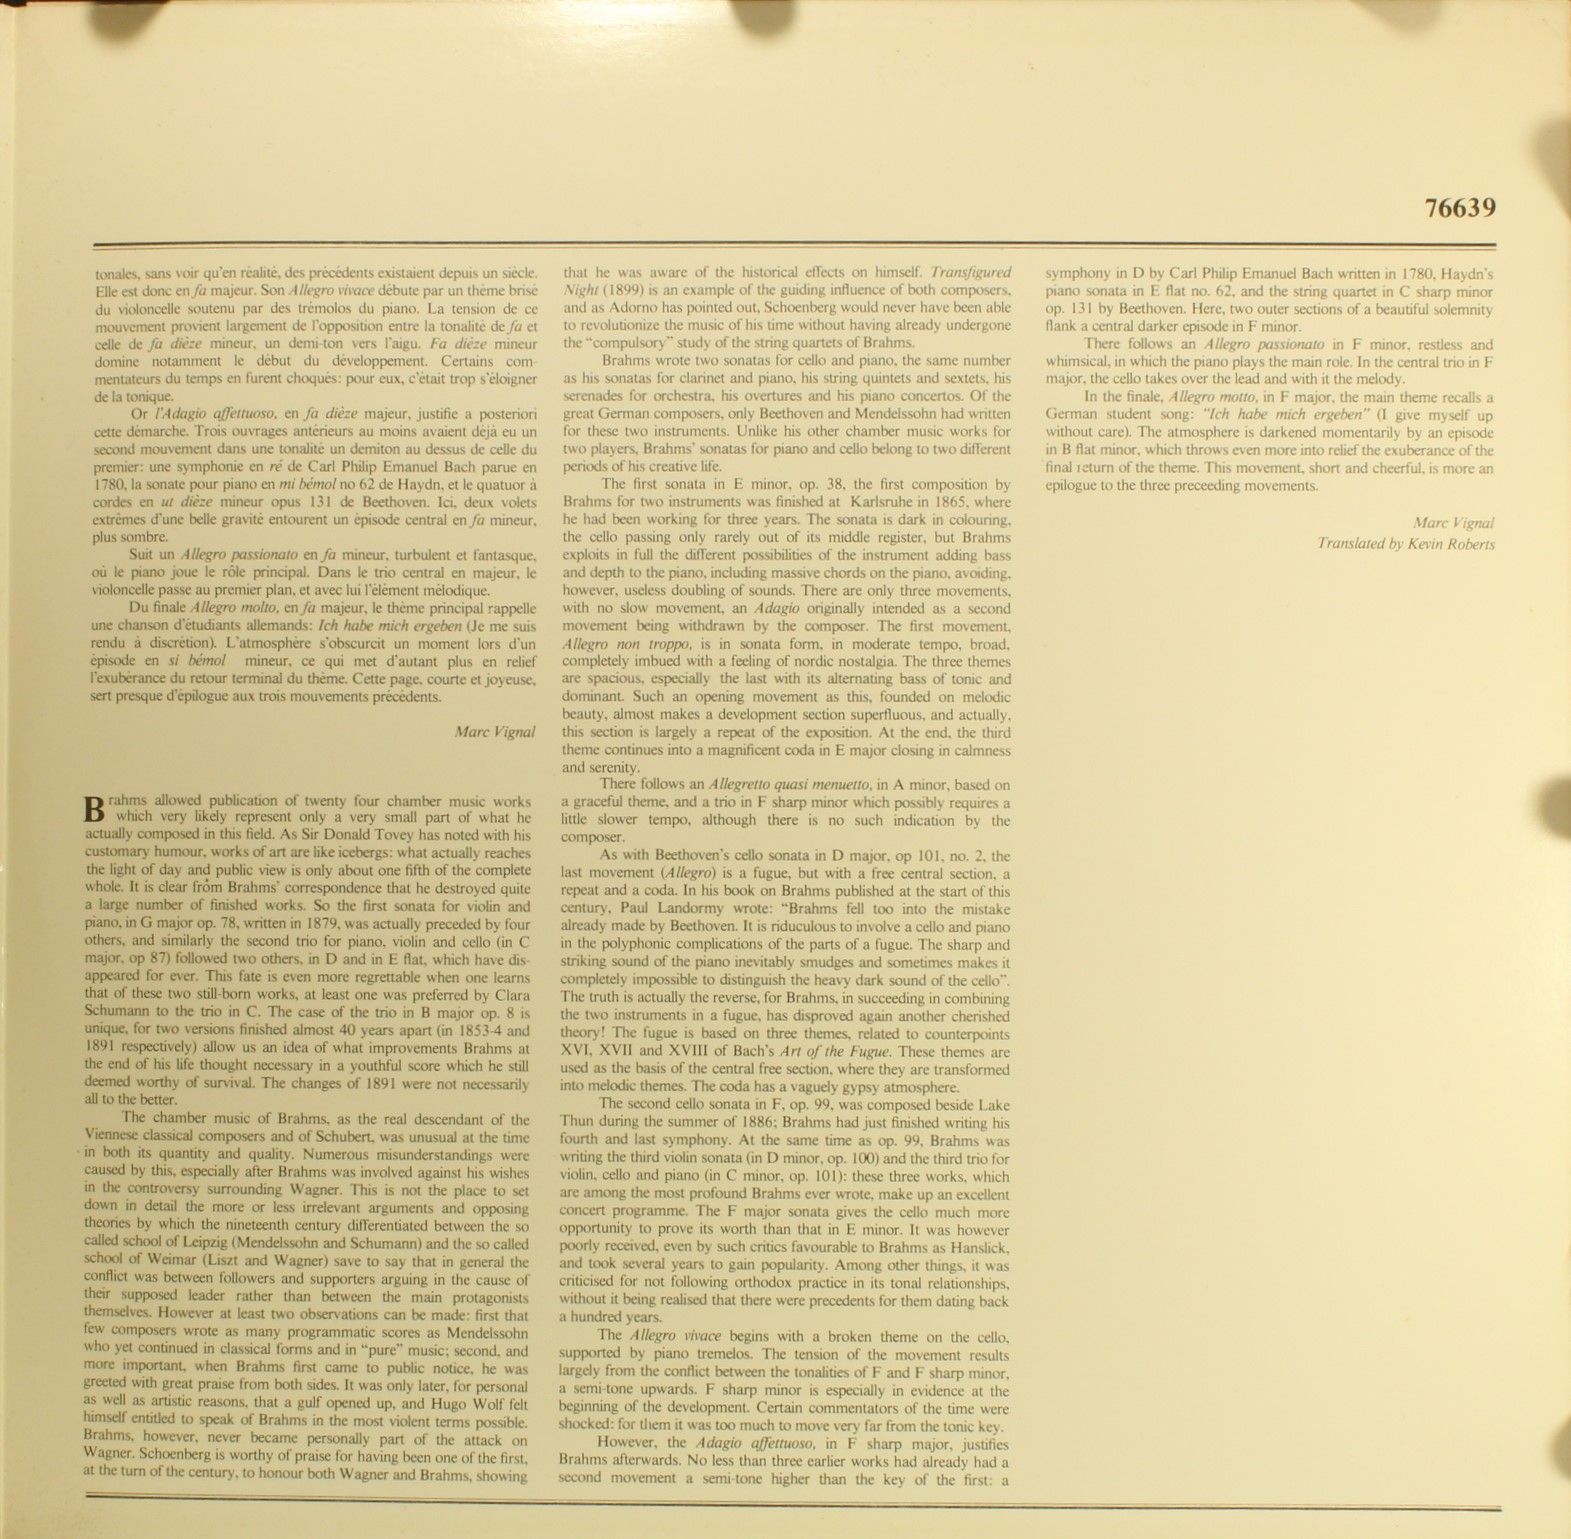 76639
tonales, sans voir qu'en réalité, des précédents existaient depuis un siècle.
Elle est donc en fa majeur. Son Allegro vivace débute par un thème brisé
du violoncelle soutenu par des trémolos du piano. La tension de ce
mouvement provient largement de l'opposition entre la tonalité de fa et
celle de fa dièze mineur, un demi-ton vers l'aigu. Fa dièze mineur
domine notamment le début du développement. Certains com-
mentateurs du temps en furent choqués: pour eux, c'était trop s'éloigner
de la tonique.
Or l'Adagio affettuoso, en fa dièze majeur, justifie a posteriori
cette démarche. Trois ouvrages antérieurs au moins avaient déjà eu un
second mouvement dans une tonalité un demiton au dessus de celle du
premier: une symphonie en ré de Carl Philip Emanuel Bach parue en
1780, la sonate pour piano en mi bémol no 62 de Haydn, et le quatuor à
cordes en ut dièze mineur opus 131 de Beethoven. Ici, deux volets
extrêmes d'une belle gravité entourent un épisode central en fa mineur,
plus sombre.
Suit un Allegro passionato en fa mineur, turbulent et fantasque,
où le piano joue le rôle principal. Dans le trio central en majeur, le
violoncelle passe au premier plan, et avec lui l'élément mélodique.
Du finale Allegro molto, en fa majeur, le thème principal rappelle
une chanson d'étudiants allemands: Ich habe mich ergeben (Je me suis
rendu à discrétion). L'atmosphère s'obscurcit un moment lors d'un
épisode en si bémol mineur, ce qui met d'autant plus en relief
l'exubérance du retour terminal du thème. Cette page, courte et joyeuse,
sert presque d'épilogue aux trois mouvements précédents.
Marc Vignal
Brahms allowed publication of twenty four chamber music works
which very likely represent only a very small part of what he
actually composed in this field. As Sir Donald Tovey has noted with his
customary humour, works of art are like icebergs: what actually reaches
the light of day and public view is only about one fifth of the complete
whole. It is clear from Brahms' correspondence that he destroyed quite
a large number of finished works. So the first sonata for violin and
piano, in G major op. 78, written in 1879, was actually preceded by four
others, and similarly the second trio for piano, violin and cello (in C
major, op 87) followed two others, in D and in E flat, which have dis-
appeared for ever. This fate is even more regrettable when one learns
that of these two still-born works, at least one was preferred by Clara
Schumann to the trio in C. The case of the trio in B major op. 8 is
unique, for two versions finished almost 40 years apart (in 1853-4 and
1891 respectively) allow us an idea of what improvements Brahms at
the end of his life thought necessary in a youthful score which he still
deemed worthy of survival. The changes of 1891 were not necessarily
all to the better.
The chamber music of Brahms, as the real descendant of the
Viennese classical composers and of Schubert, was unusual at the time
in both its quantity and quality. Numerous misunderstandings were
caused by this, especially after Brahms was involved against his wishes
in the controversy surrounding Wagner. This is not the place to set
down in detail the more or less irrelevant arguments and opposing
theories by which the nineteenth century differentiated between the so
called school of Leipzig (Mendelssohn and Schumann) and the so called
school of Weimar (Liszt and Wagner) save to say that in general the
conflict was between followers and supporters arguing in the cause of
their supposed leader rather than between the main protagonists
themselves. However at least two observations can be made: first that
few composers wrote as many programmatic scores as Mendelssohn
who yet continued in classical forms and in “pure” music; second, and
more important, when Brahms first came to public notice, he was
greeted with great praise from both sides. It was only later, for personal
as well as artistic reasons, that a gulf opened up, and Hugo Wolf felt
himself entitled to speak of Brahms in the most violent terms possible.
Brahms, however, never became personally part of the attack on
Wagner. Schoenberg is worthy of praise for having been one of the first,
at the turn of the century, to honour both Wagner and Brahms, showing
that he was aware of the historical effects on himself. Transfigured
Night (1899) is an example of the guiding influence of both composers,
and as Adorno has pointed out, Schoenberg would never have been able
to revolutionize the music of his time without having already undergone
the “compulsory” study of the string quartets of Brahms.
Brahms wrote two sonatas for cello and piano, the same number
as his sonatas for clarinet and piano, his string quintets and sextets, his
serenades for orchestra, his overtures and his piano concertos. Of the
great German composers, only Beethoven and Mendelssohn had written
for these two instruments. Unlike his other chamber music works for
two players, Brahms' sonatas for piano and cello belong to two different
periods of his creative life.
The first sonata in E minor, op. 38, the first composition by
Brahms for two instruments was finished at Karlsruhe in 1865, where
he had been working for three years. The sonata is dark in colouring,
the cello passing only rarely out of its middle register, but Brahms
exploits in full the different possibilities of the instrument adding bass
and depth to the piano, including massive chords on the piano, avoiding,
however, useless doubling of sounds. There are only three movements,
with no slow movement, an Adagio originally intended as a second
movement being withdrawn by the composer. The first movement,
Allegro non troppo, is in sonata form, in moderate tempo, broad,
completely imbued with a feeling of nordic nostalgia. The three themes
are spacious, especially the last with its alternating bass of tonic and
dominant. Such an opening movement as this, founded on melodic
beauty, almost makes a development section superfluous, and actually,
this section is largely a repeat of the exposition. At the end, the third
theme continues into a magnificent coda in E major closing in calmness
and serenity.
There follows an Allegretto quasi menuetto, in A minor, based on
a graceful theme, and a trio in F sharp minor which possibly requires a
little slower tempo, although there is no such indication by the
composer.
As with Beethoven's cello sonata in D major, op 101, no. 2, the
last movement (Allegro) is a fugue, but with a free central section, a
repeat and a coda. In his book on Brahms published at the start of this
century, Paul Landormy wrote: “Brahms fell too into the mistake
already made by Beethoven. It is riduculous to involve a cello and piano
in the polyphonic complications of the parts of a fugue. The sharp and
striking sound of the piano inevitably smudges and sometimes makes it
completely impossible to distinguish the heavy dark sound of the cello”.
The truth is actually the reverse, for Brahms, in succeeding in combining
the two instruments in a fugue, has disproved again another cherished
theory! The fugue is based on three themes, related to counterpoints
XVI, XVII and XVIII of Bach's Art of the Fugue. These themes are
used as the basis of the central free section, where they are transformed
into melodic themes. The coda has a vaguely gypsy atmosphere.
The second cello sonata in F, op. 99, was composed beside Lake
Thun during the summer of 1886; Brahms had just finished writing his
fourth and last symphony. At the same time as op. 99, Brahms was
writing the third violin sonata (in D minor, op. 100) and the third trio for
violin, cello and piano (in C minor, op. 101): these three works, which
are among the most profound Brahms ever wrote, make up an excellent
concert programme. The F major sonata gives the cello much more
opportunity to prove its worth than that in E minor. It was however
poorly received, even by such critics favourable to Brahms as Hanslick,
and took several years to gain popularity. Among other things, it was
criticised for not following orthodox practice in its tonal relationships,
without it being realised that there were precedents for them dating back
a hundred years.
The Allegro vivace begins with a broken theme on the cello,
supported by piano tremelos. The tension of the movement results
largely from the conflict between the tonalities of F and F sharp minor,
a semi-tone upwards. F sharp minor is especially in evidence at the
beginning of the development. Certain commentators of the time were
shocked: for them it was too much to move very far from the tonic key.
However, the Adagio affettuoso, in F sharp major, justifies
Brahms afterwards. No less than three earlier works had already had a
second movement a semi-tone higher than the key of the first: a
symphony in D by Carl Philip Emanuel Bach written in 1780, Haydn's
piano sonata in E flat no. 62, and the string quartet in C sharp minor
op. 131 by Beethoven. Here, two outer sections of a beautiful solemnity
flank a central darker episode in F minor.
There follows an Allegro passionato in F minor, restless and
whimsical, in which the piano plays the main role. In the central trio in F
major, the cello takes over the lead and with it the melody.
In the finale, Allegro motto, in F major, the main theme recalls a
German student song: "Ich habe mich ergeben" (I give myself up
without care). The atmosphere is darkened momentarily by an episode
in B flat minor, which throws even more into relief the exuberance of the
final return of the theme. This movement, short and cheerful, is more an
epilogue to the three preceeding movements.
Marc Vignal
Translated by Kevin Roberts